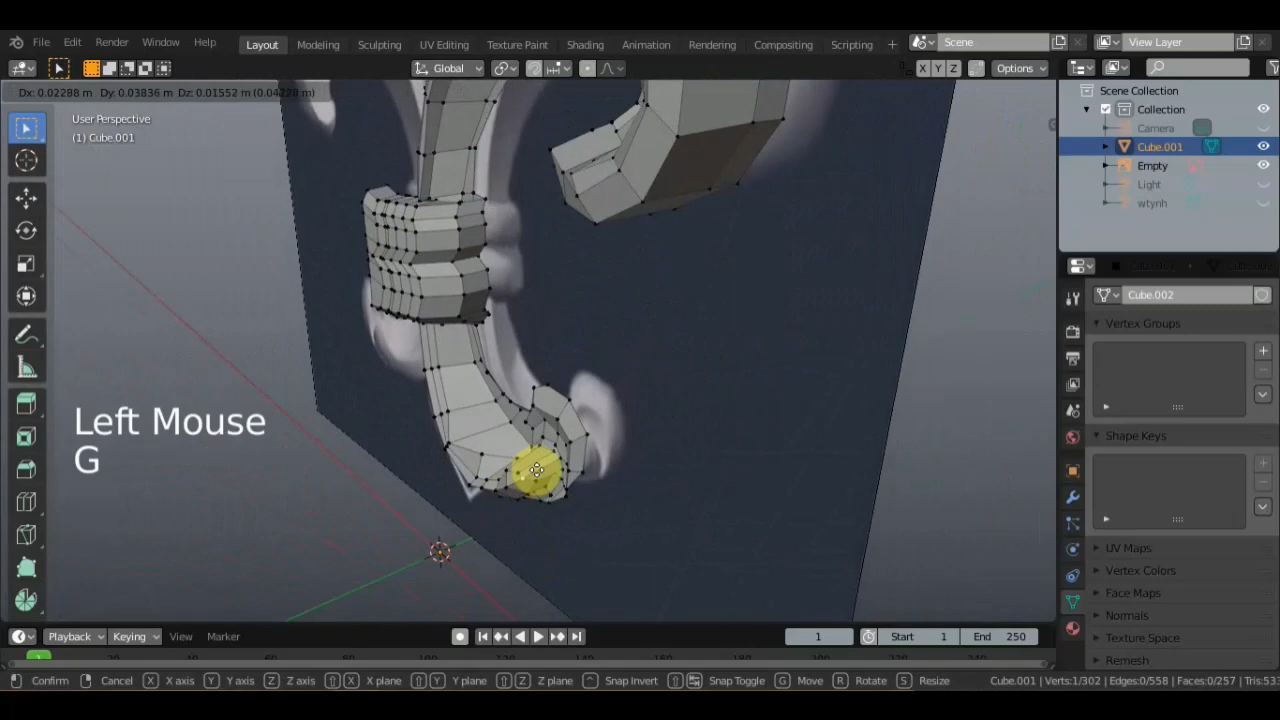 File Edit Render Window Help Layout Modeling Sculpting UV Editing Texture Paint Shading Animation Rendering Compositing Scripting + Scene View Layer
Global X Y Z Options
Dx: 0.02288 m Dy: 0.03836 m Dz: 0.01552 m
User Perspective
(1) Cube.001
Scene Collection
Collection
Camera
Cube.001
Empty
Light
wtynh
Cube.002
Vertex Groups
Shape Keys
Left Mouse
G
UV Maps
Vertex Colors
Face Maps
Normals
Texture Space
Remesh
Playback Keying View Marker 1 Start 1 End 250
1
Confirm Cancel X X axis Y Y axis Z Z axis X X plane Y Y plane Z Z plane Snap Invert Snap Toggle G Move R Rotate S Resize Cube.001 | Verts:1/302 | Edges:0/558 | Faces:0/257 | Tris:533